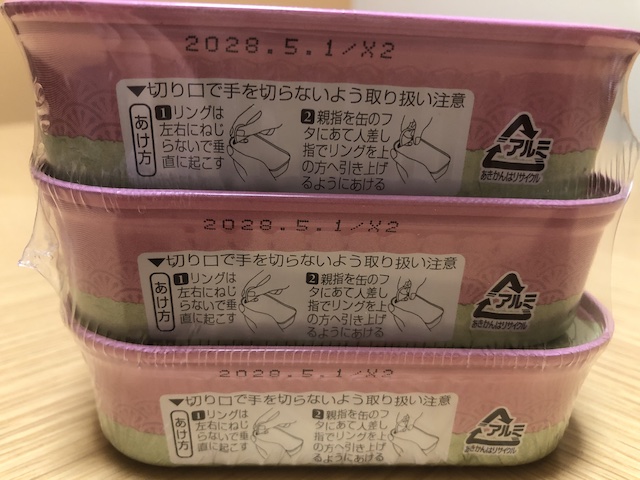 2028.5.1/X2
▼切り口で手を切らないよう取り扱い注意
あけ方
1 リングは
左右にねじ
らないで垂
直に起こす
2 親指を缶のフ
タにあて人差し
指でリングを上
の方へ引き上げ
るようにあける
アルミ
あきかんはリサイクル
2028.5.1/X2
▼切り口で手を切らないよう取り扱い注意
あけ方
1 リングは
左右にねじ
らないで垂
直に起こす
2 親指を缶のフ
タにあて人差し
指でリングを上
の方へ引き上げ
るようにあける
アルミ
あきかんはリサイクル
2028.5.1/X2
▼切り口で手を切らないよう取り扱い注意
あけ方
1 リングは
左右にねじ
らないで垂
直に起こす
2 親指を缶のフ
タにあて人差し
指でリングを上
の方へ引き上げ
るようにあける
アルミ
あきかんはリサイクル